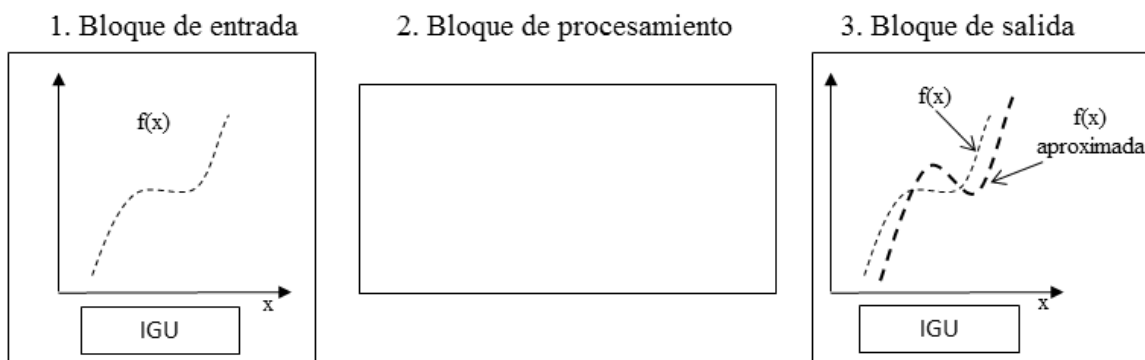 1. Bloque de entrada
f(x)
x
IGU
2. Bloque de procesamiento
3. Bloque de salida
f(x)
f(x)
aproximada
x
IGU